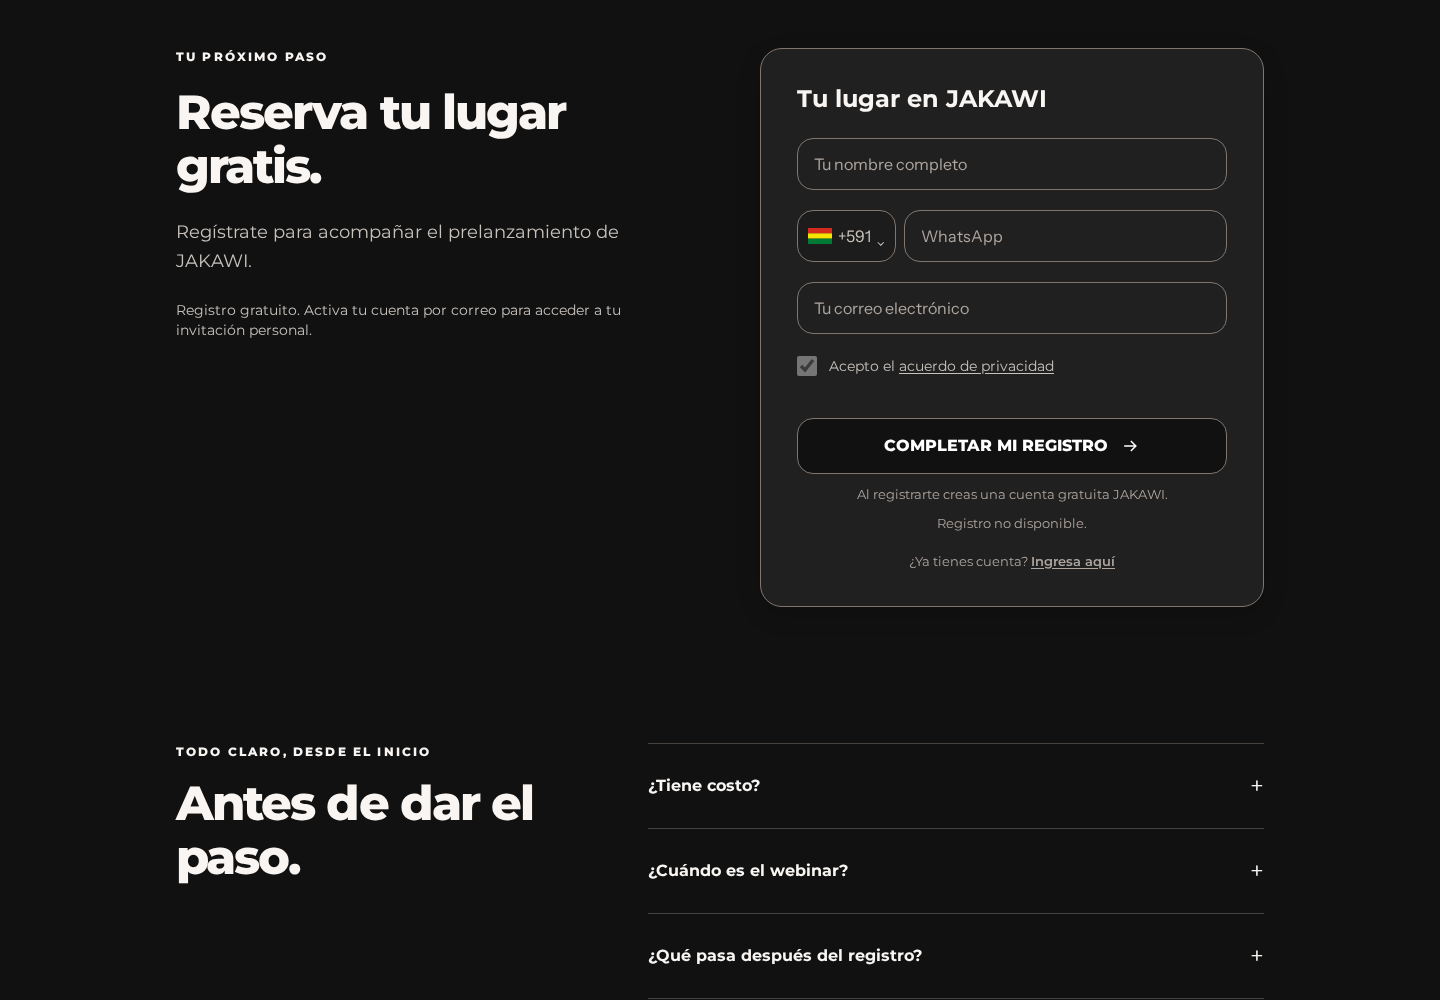 TU PRÓXIMO PASO
Reserva tu lugar
gratis.
Regístrate para acompañar el prelanzamiento de
JAKAWI.
Registro gratuito. Activa tu cuenta por correo para acceder a tu
invitación personal.
Tu lugar en JAKAWI
Tu nombre completo
+591
WhatsApp
Tu correo electrónico
Acepto el acuerdo de privacidad
COMPLETAR MI REGISTRO →
Al registrarte creas una cuenta gratuita JAKAWI.
Registro no disponible.
¿Ya tienes cuenta? Ingresa aquí
TODO CLARO, DESDE EL INICIO
Antes de dar el
paso.
¿Tiene costo? +
¿Cuándo es el webinar? +
¿Qué pasa después del registro? +